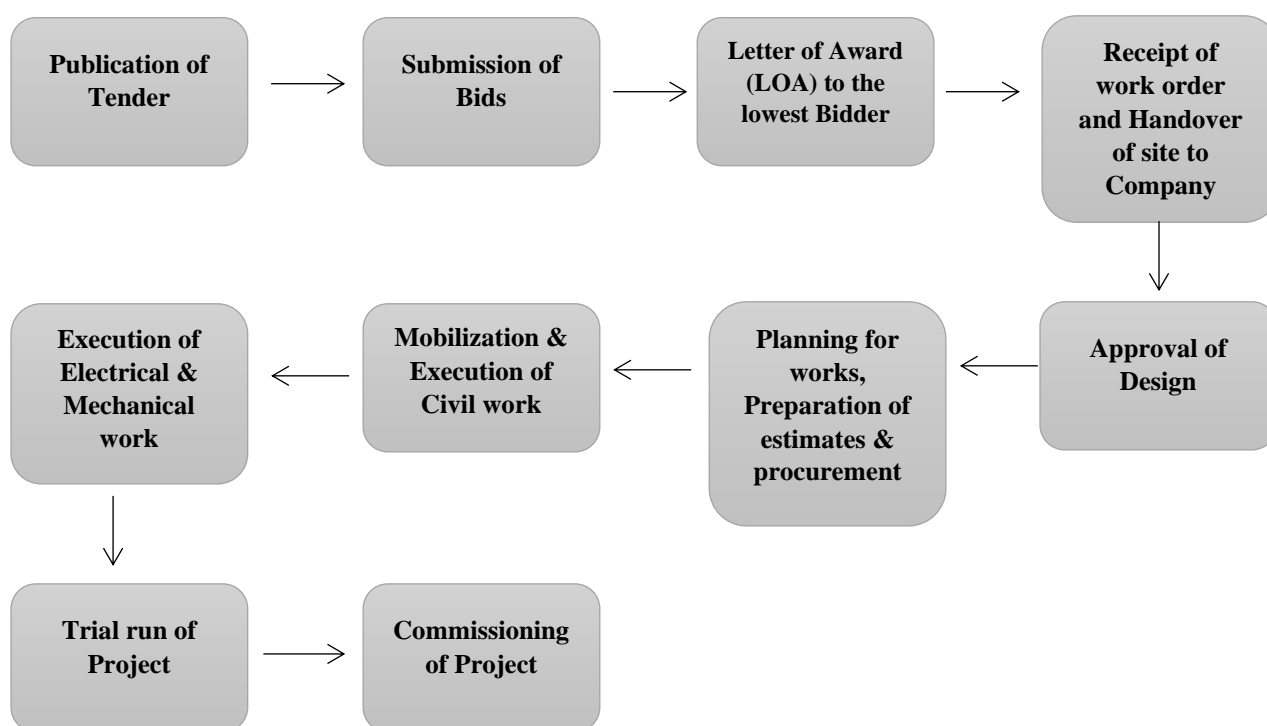 Publication of
Tender
Submission of
Bids
Letter of Award
(LOA) to the
lowest Bidder
Receipt of
work order
and Handover
of site to
Company
Approval of
Design
Planning for
works,
Preparation of
estimates &
procurement
Mobilization &
Execution of
Civil work
Execution of
Electrical &
Mechanical
work
Trial run of
Project
Commissioning
of Project